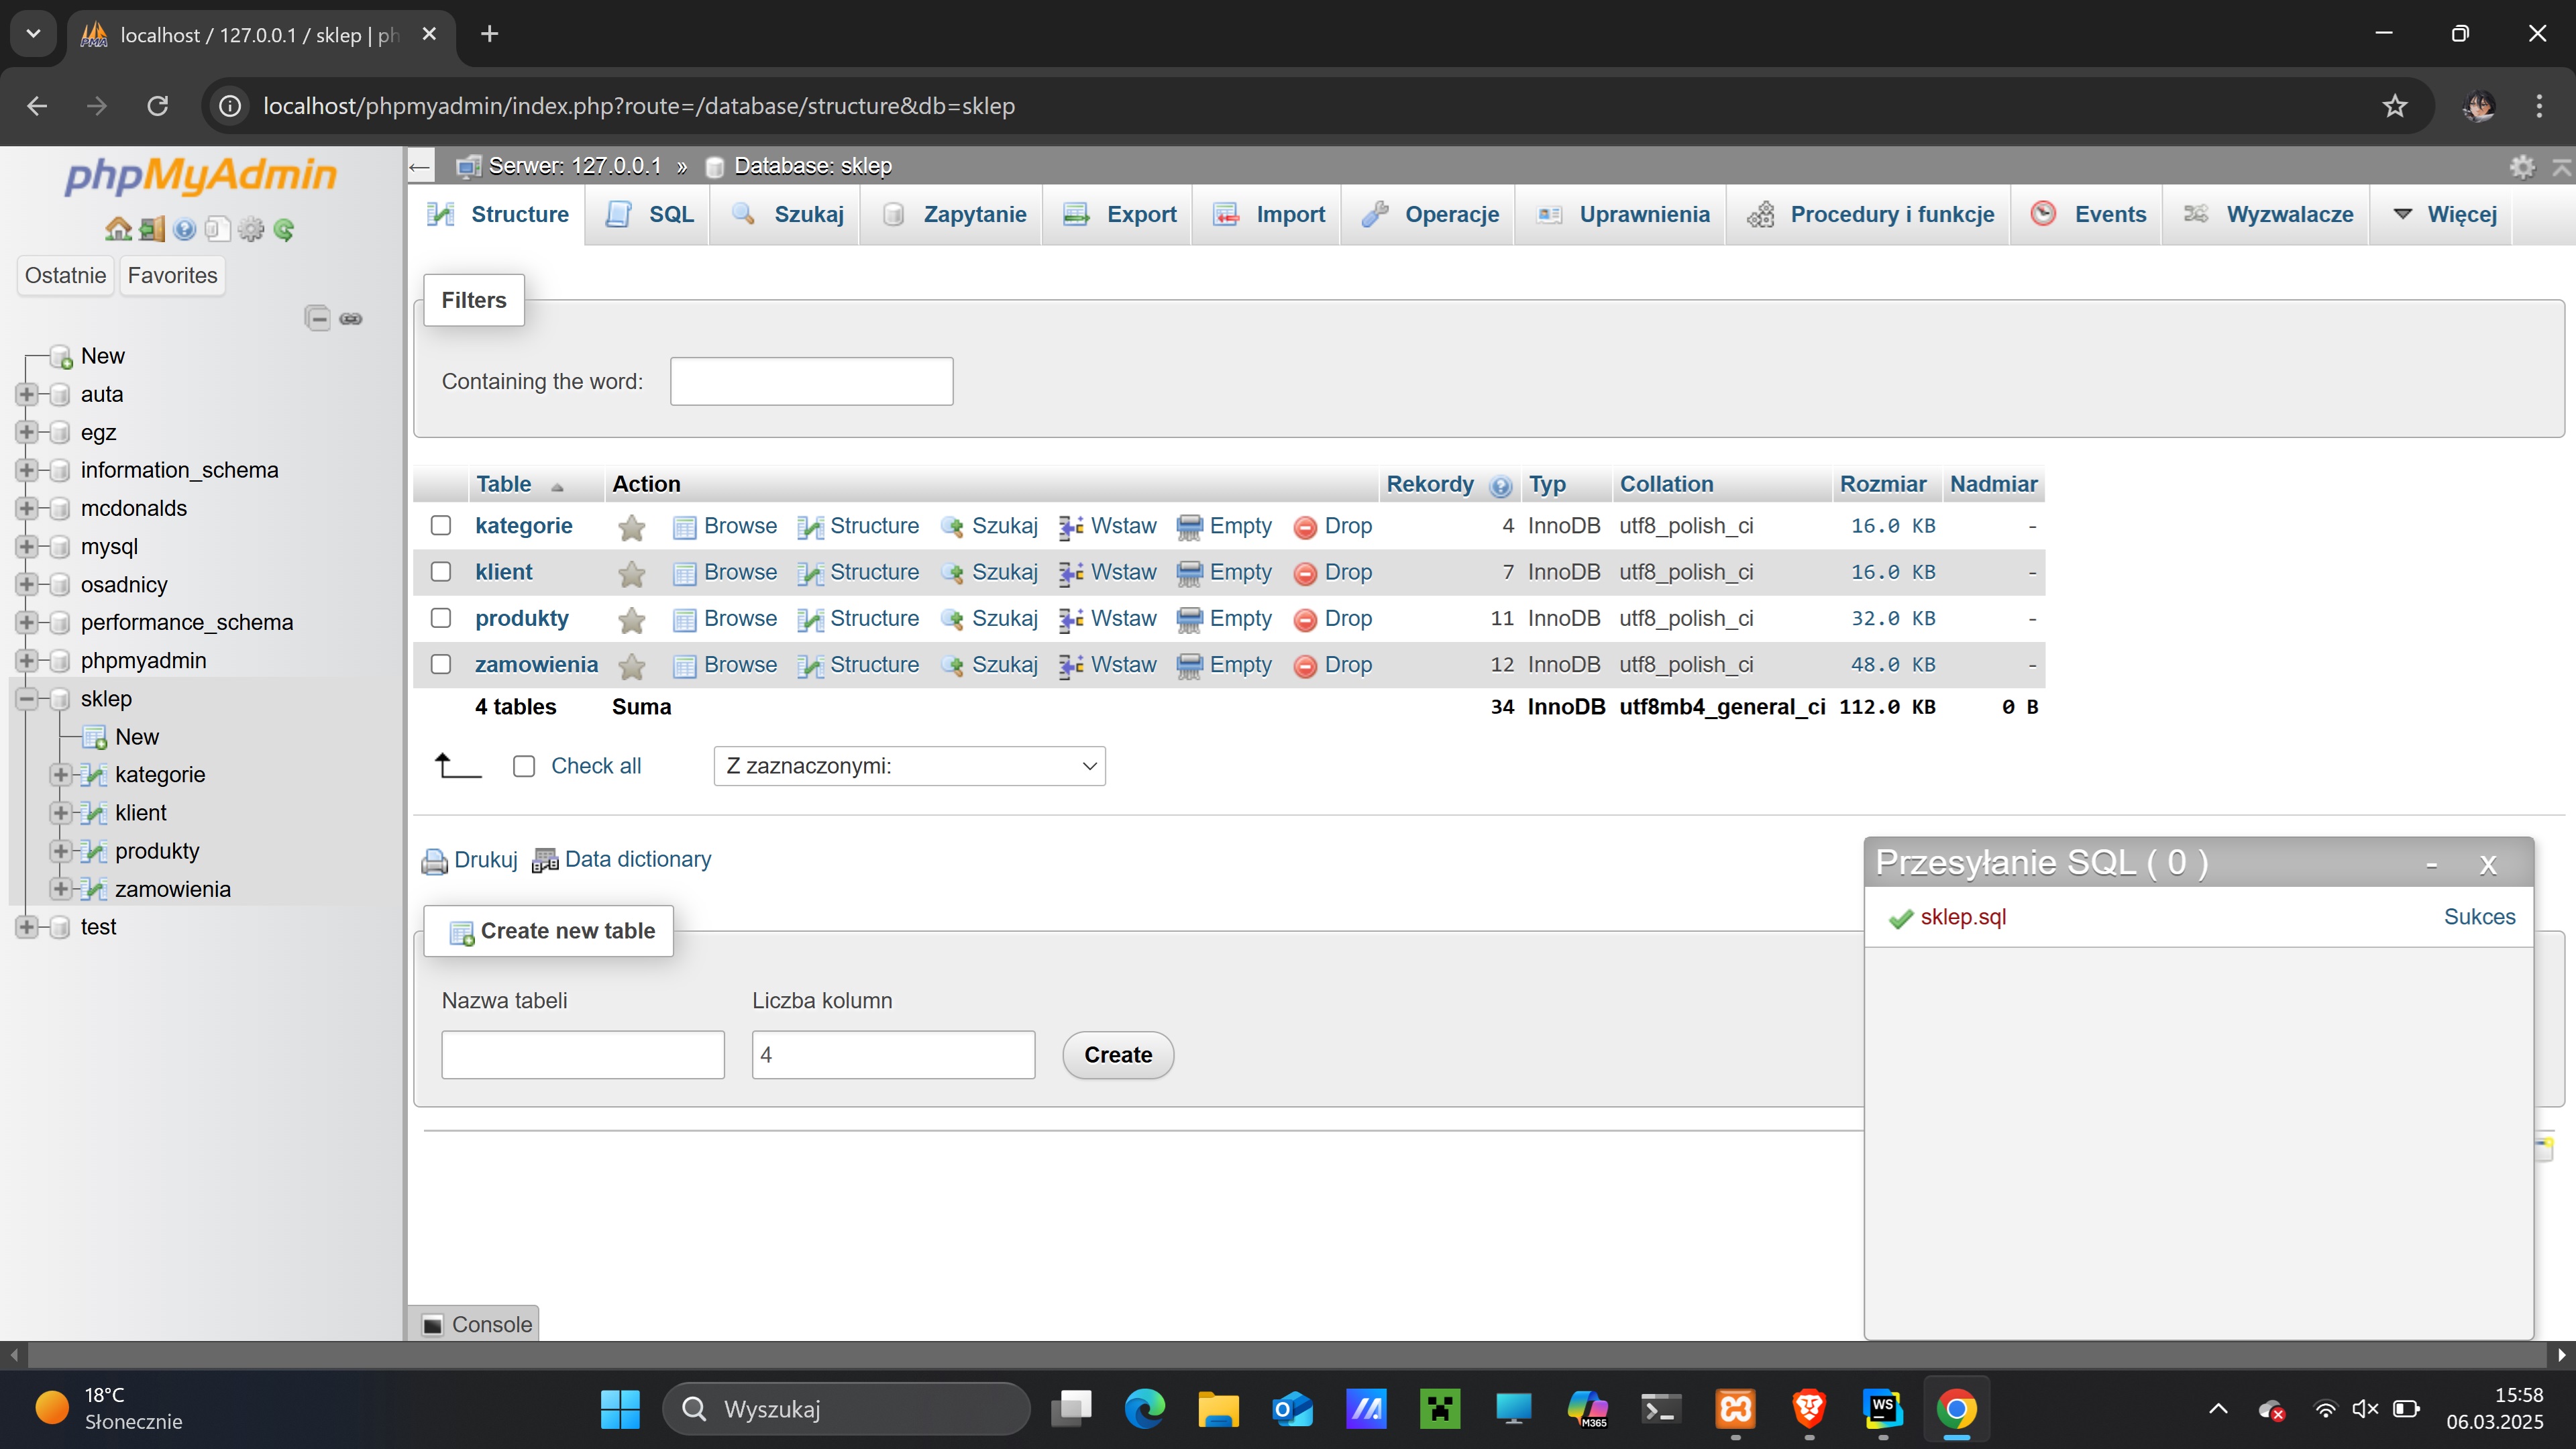 localhost / 127.0.0.1 / sklep | ph
localhost/phpmyadmin/index.php?route=/database/structure&db=sklep
phpMyAdmin
Ostatnie Favorites
New
auta
egz
information_schema
mcdonalds
mysql
osadnicy
performance_schema
phpmyadmin
sklep
New
kategorie
klient
produkty
zamowienia
test
Serwer: 127.0.0.1 » Database: sklep
Structure SQL Szukaj Zapytanie Export Import Operacje Uprawnienia Procedury i funkcje Events Wyzwalacze Więcej
Filters
Containing the word:
Table Action Rekordy Typ Collation Rozmiar Nadmiar
kategorie Browse Structure Szukaj Wstaw Empty Drop 4 InnoDB utf8_polish_ci 16.0 KB -
klient Browse Structure Szukaj Wstaw Empty Drop 7 InnoDB utf8_polish_ci 16.0 KB -
produkty Browse Structure Szukaj Wstaw Empty Drop 11 InnoDB utf8_polish_ci 32.0 KB -
zamowienia Browse Structure Szukaj Wstaw Empty Drop 12 InnoDB utf8_polish_ci 48.0 KB -
4 tables Suma 34 InnoDB utf8mb4_general_ci 112.0 KB 0 B
Check all Z zaznaczonymi:
Drukuj Data dictionary
Create new table
Nazwa tabeli Liczba kolumn
4 Create
Przesyłanie SQL ( 0 ) - x
sklep.sql Sukces
Console
18°C
Słonecznie
Wyszukaj
M365
WS
15:58
06.03.2025